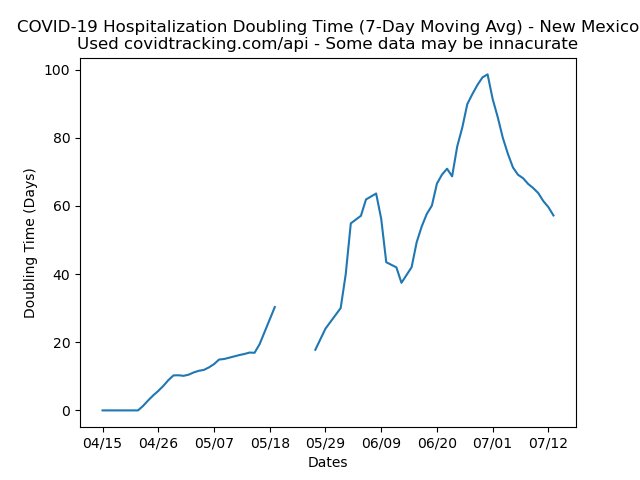 COVID-19 Hospitalization Doubling Time (7-Day Moving Avg) - New Mexico
Used covidtracking.com/api - Some data may be innacurate
100
80
60
40
20
0
Doubling Time (Days)
04/15 04/26 05/07 05/18 05/29 06/09 06/20 07/01 07/12
Dates